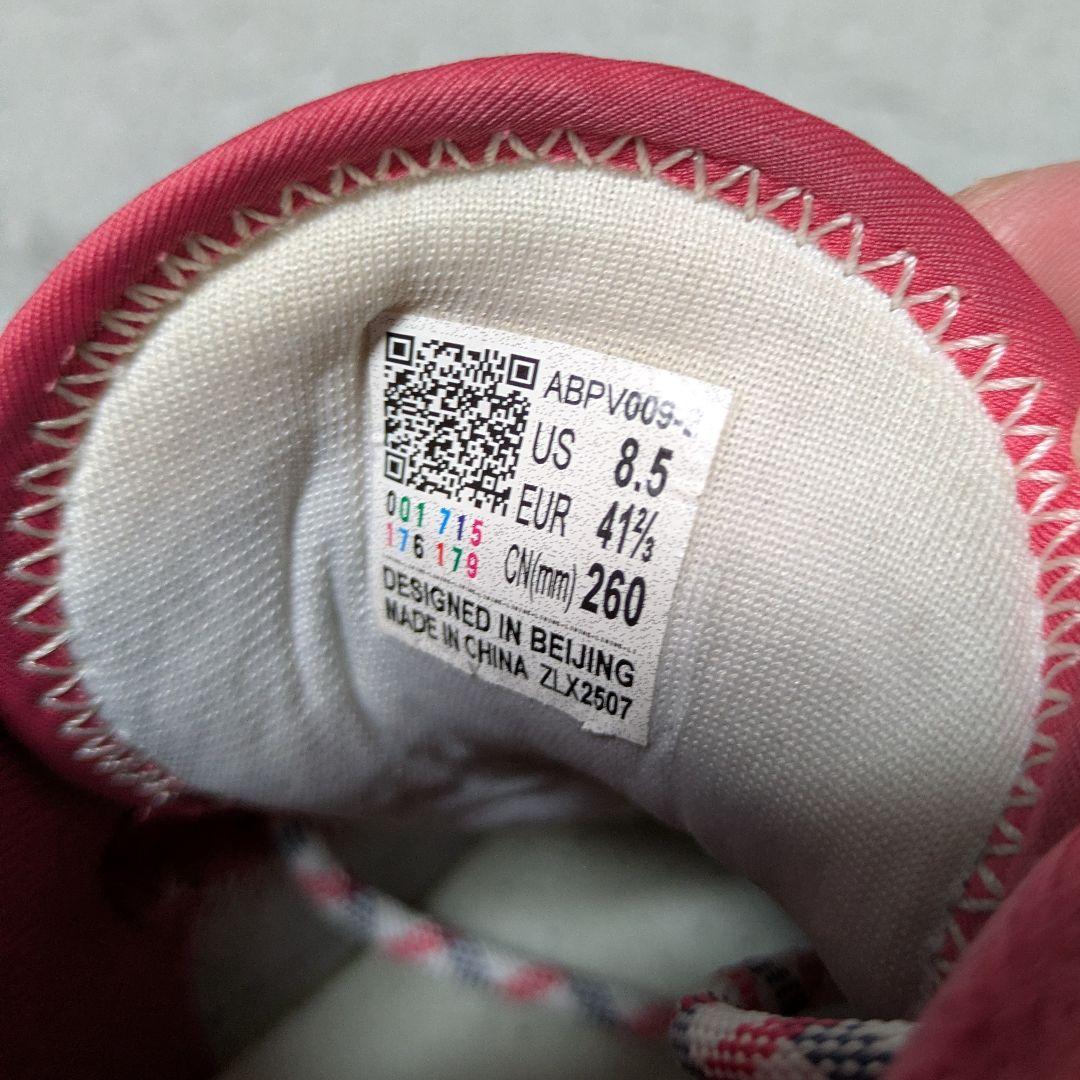 ABPV009-
US 8.5
EUR 41⅔
CN(mm) 260
001 715
176 179
DESIGNED IN BEIJING
MADE IN CHINA ZLX2507